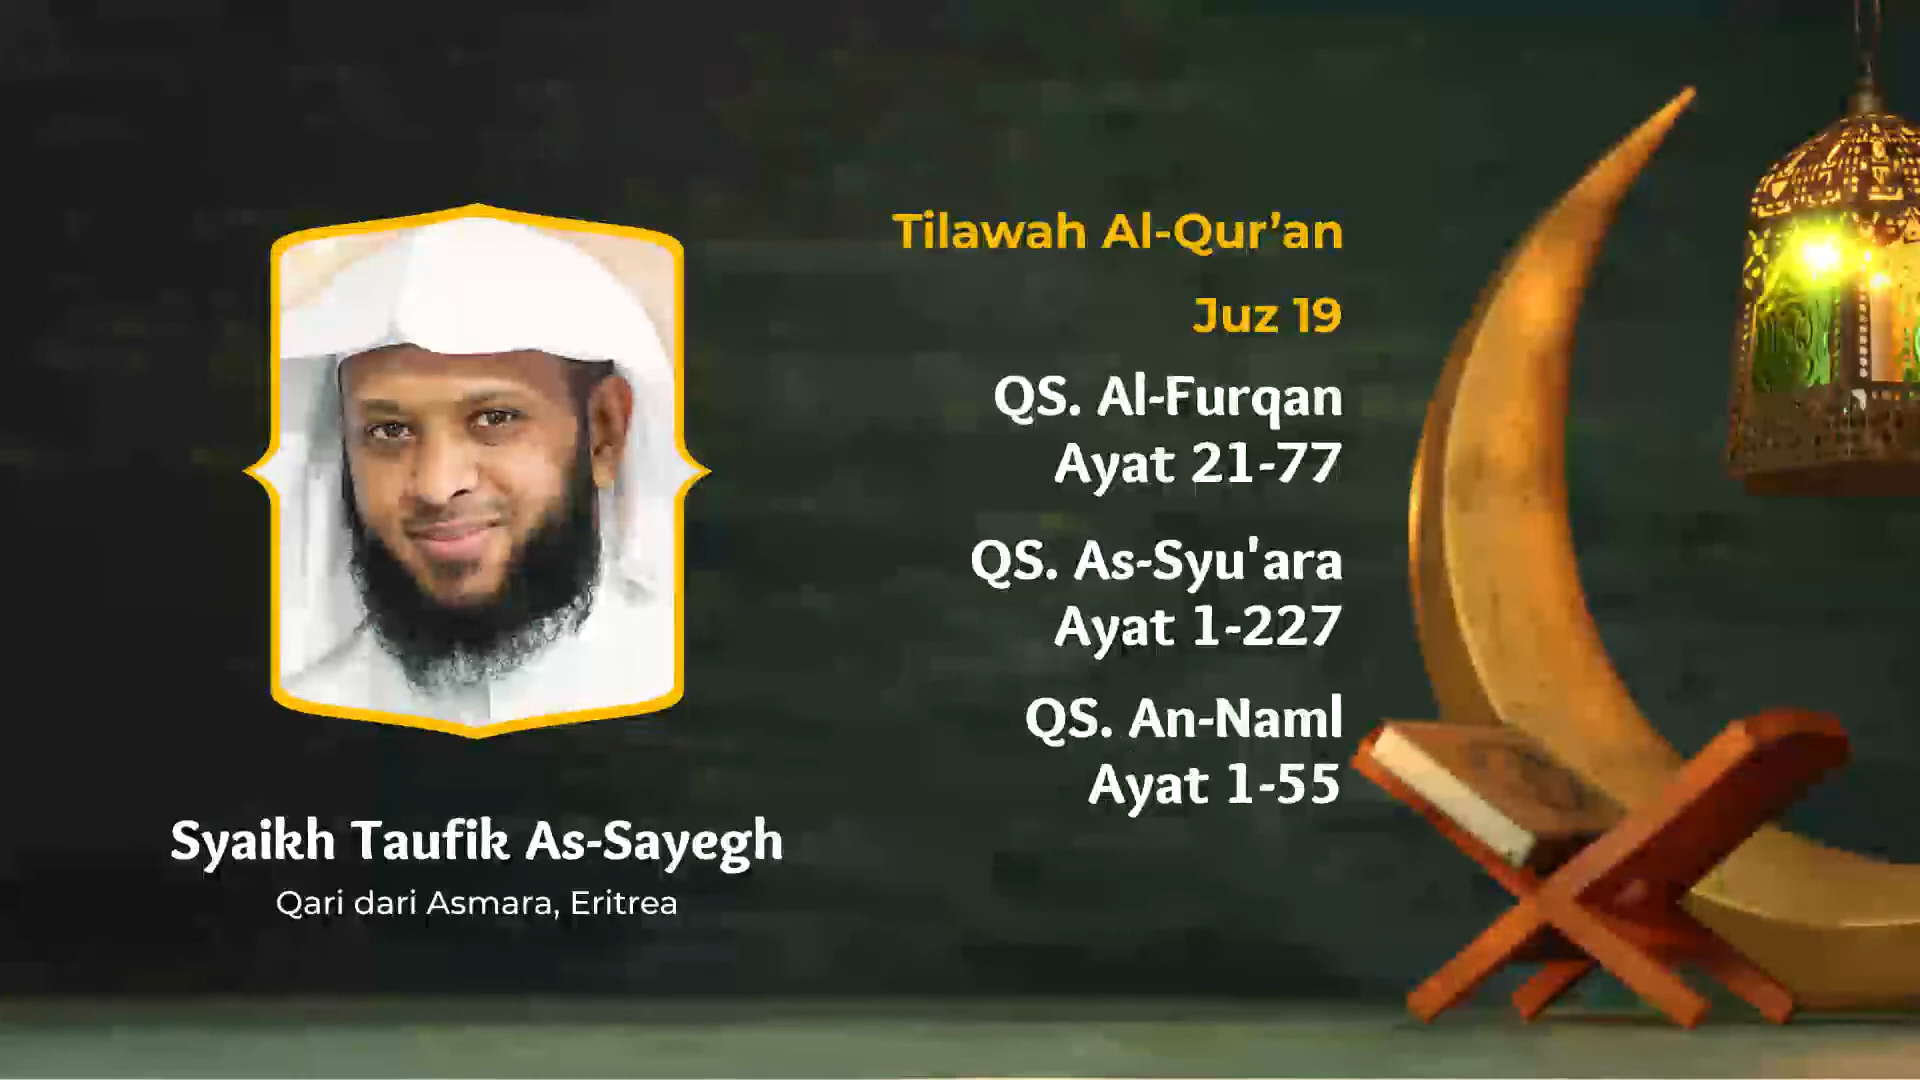 Tilawah Al-Qur’an
Juz 19
QS. Al-Furqan
Ayat 21-77
QS. As-Syu'ara
Ayat 1-227
QS. An-Naml
Ayat 1-55
Syaikh Taufik As-Sayegh
Qari dari Asmara, Eritrea